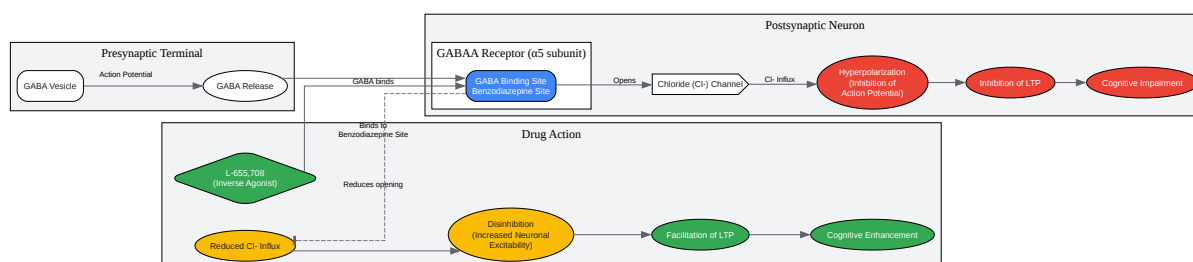 Postsynaptic Neuron
Presynaptic Terminal
GABAA Receptor (α5 subunit)
GABA Vesicle
Action Potential
GABA Release
GABA binds
GABA Binding Site
Benzodiazepine Site
Opens
Chloride (Cl-) Channel
Cl- Influx
Hyperpolarization
(Inhibition of
Action Potential)
Inhibition of LTP
Cognitive Impairment
Drug Action
Binds to
Benzodiazepine Site
L-655,708
(Inverse Agonist)
Reduces opening
Reduced Cl- Influx
Disinhibition
(Increased Neuronal
Excitability)
Facilitation of LTP
Cognitive Enhancement